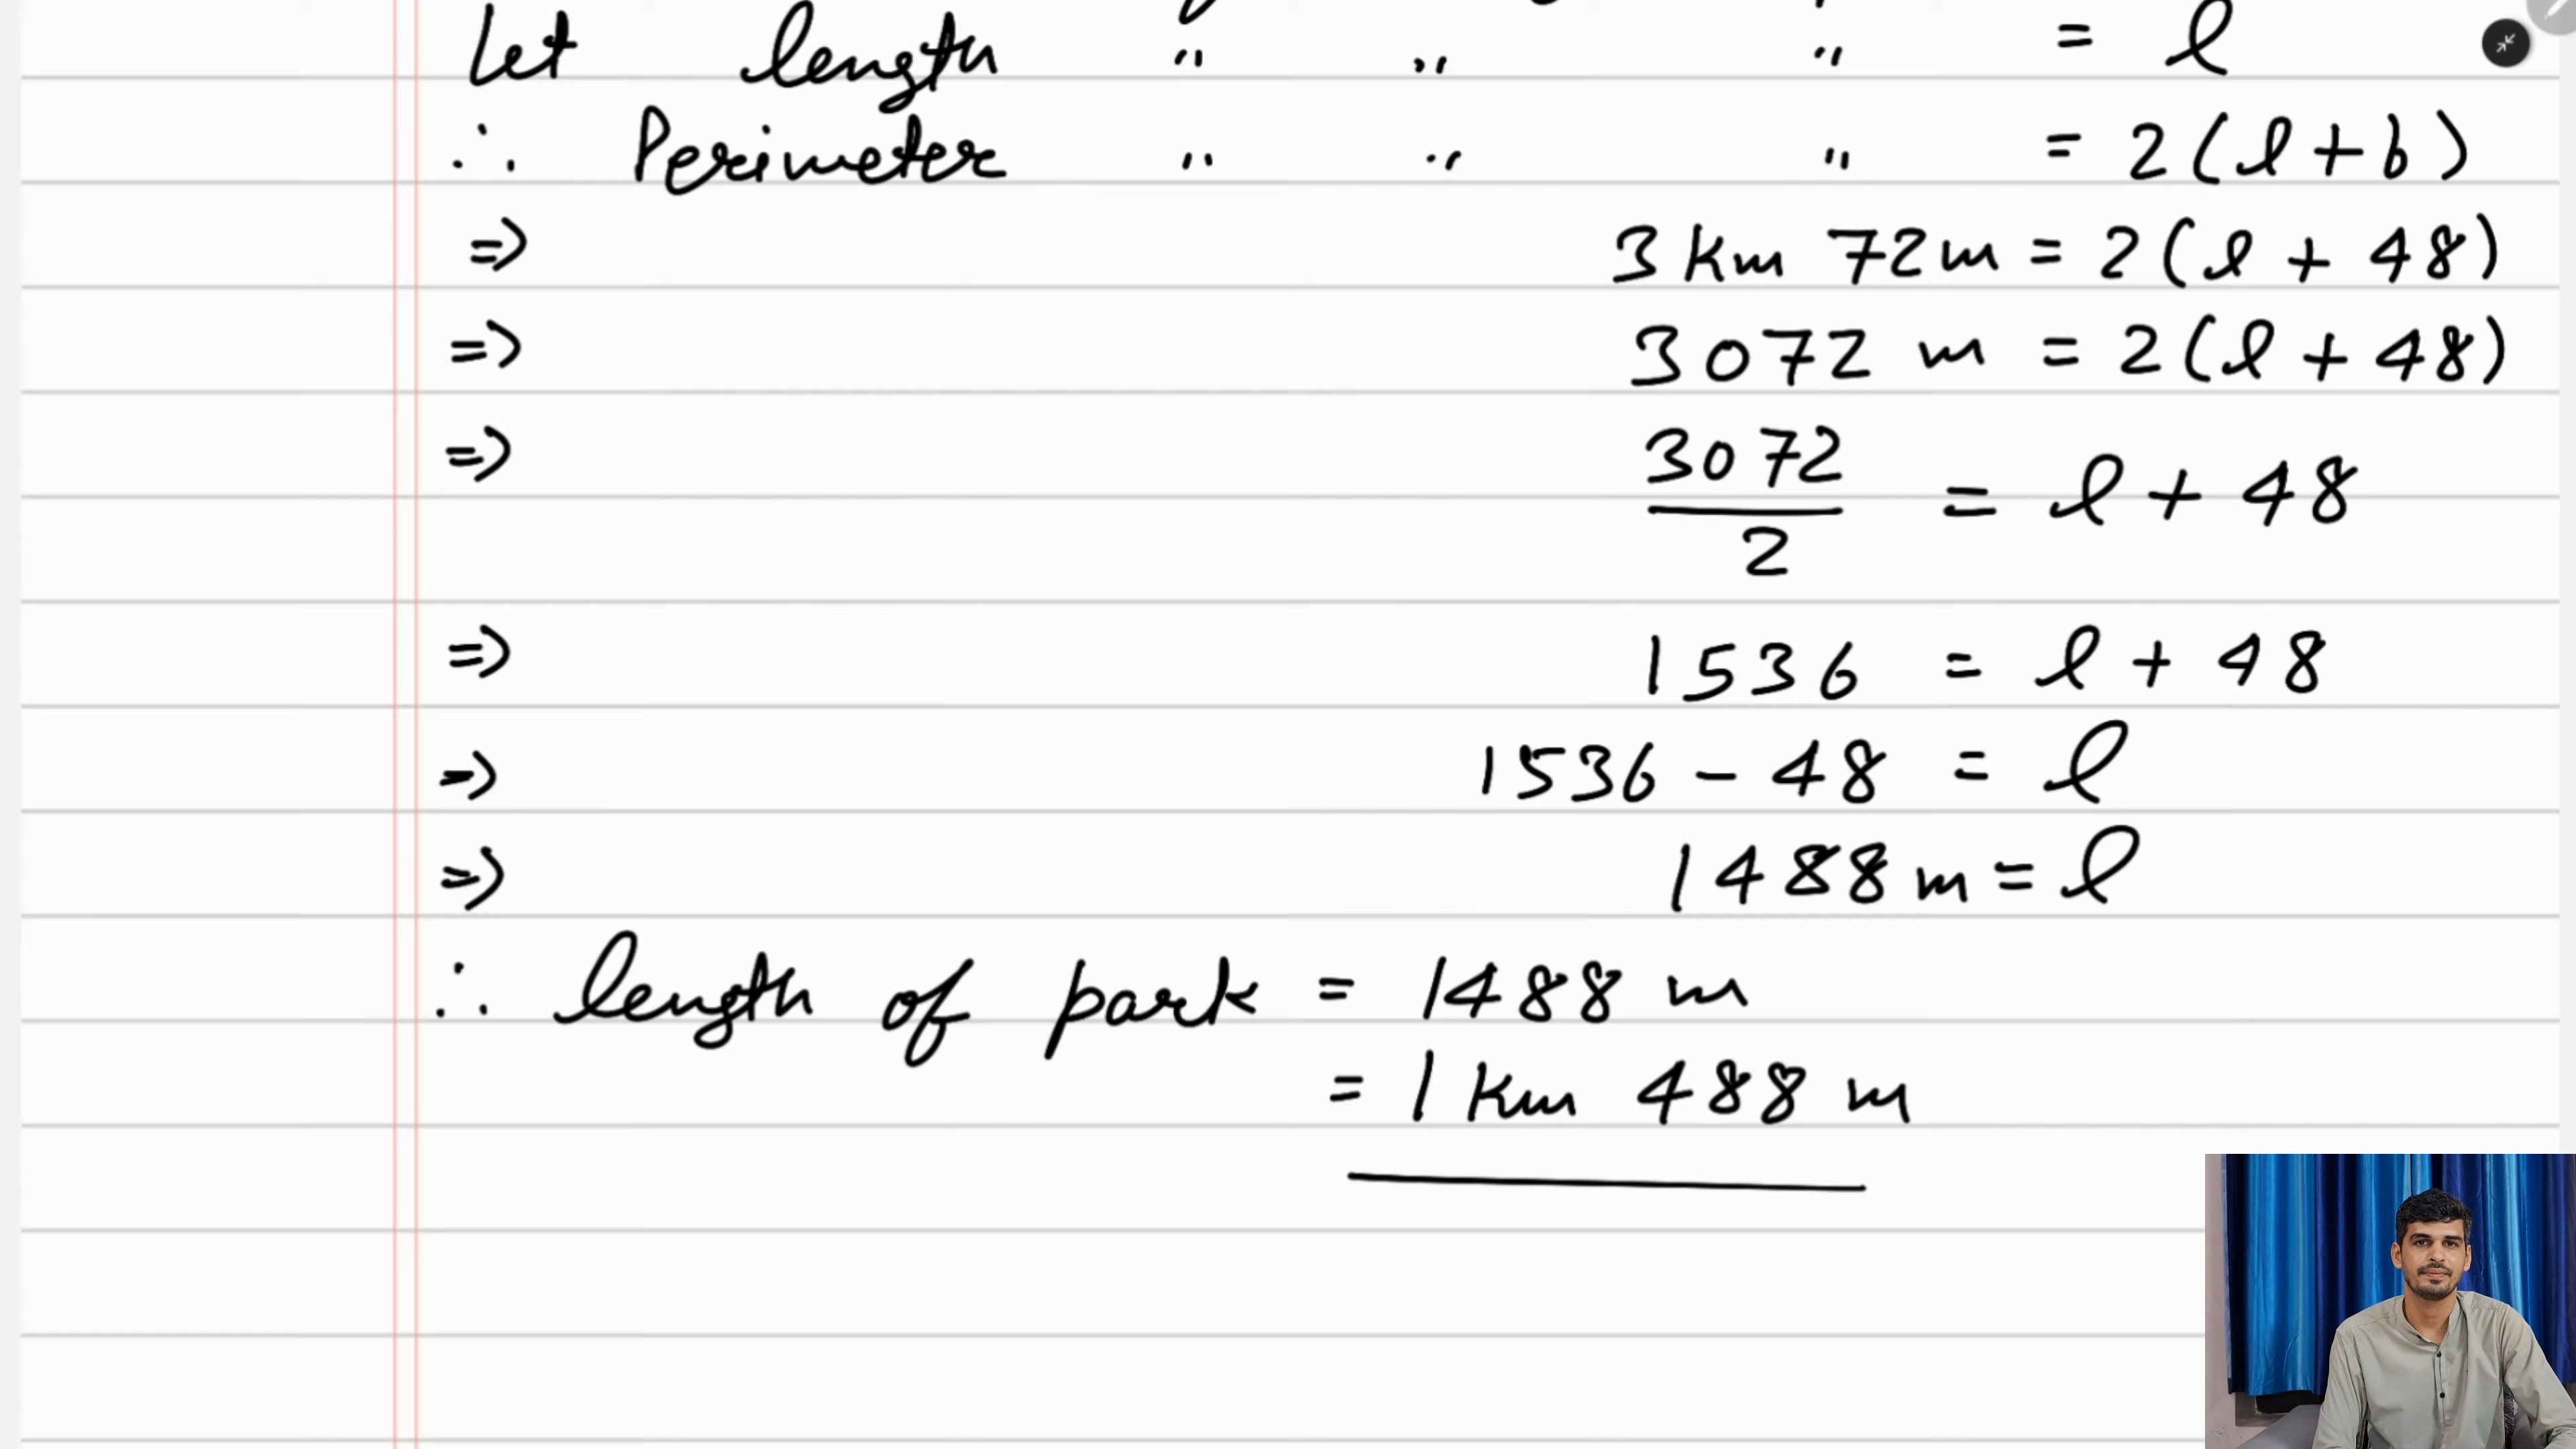 Let length " " " = l
∴ Perimeter " " " = 2(l+b)
=> 3 km 72 m = 2(l + 48)
=> 3072 m = 2(l + 48)
=> 3072/2 = l + 48
=> 1536 = l + 48
=> 1536 - 48 = l
=> 1488 m = l
∴ length of park = 1488 m
= 1 km 488 m